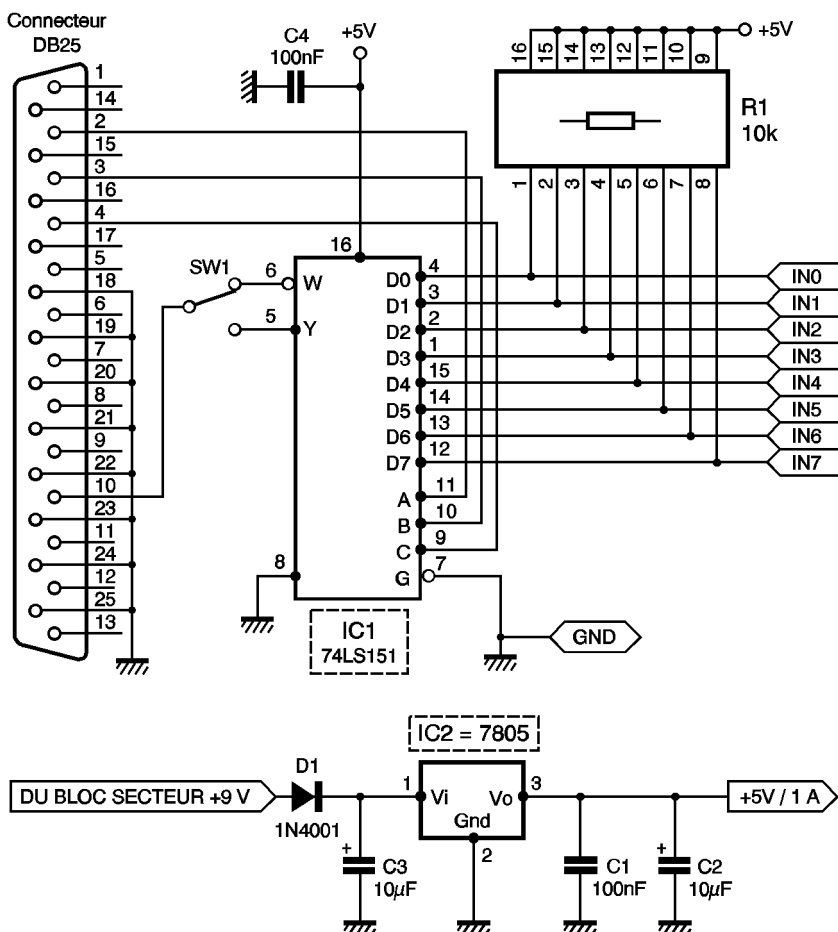 Connecteur
DB25
1
14
2
15
3
16
4
17
5
18
6
19
7
20
8
21
9
22
10
23
11
24
12
25
13
C4
100nF
+5V
16
15
14
13
12
11
10
9
+5V
R1
10k
1
2
3
4
5
6
7
8
SW1
16
6
W
5
Y
8
D0
4
D1
3
D2
2
D3
1
D4
15
D5
14
D6
13
D7
12
A
11
B
10
C
9
G
7
IN0
IN1
IN2
IN3
IN4
IN5
IN6
IN7
IC1
74LS151
GND
IC2 = 7805
DU BLOC SECTEUR +9 V
D1
1N4001
1
Vi
Vo
3
Gnd
2
+5V / 1 A
+
C3
10µF
C1
100nF
+
C2
10µF